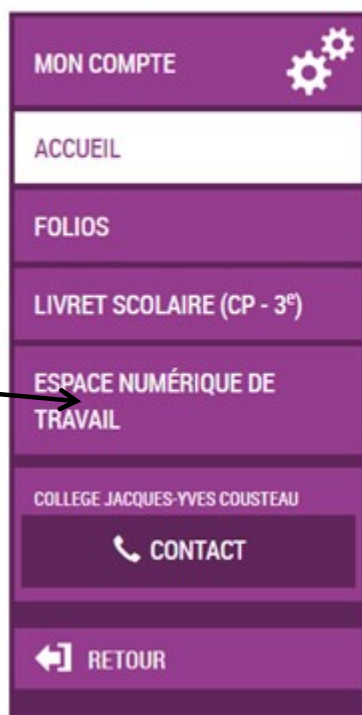 MON COMPTE
ACCUEIL
FOLIOS
LIVRET SCOLAIRE (CP - 3ᵉ)
ESPACE NUMÉRIQUE DE
TRAVAIL
COLLEGE JACQUES-YVES COUSTEAU
CONTACT
RETOUR